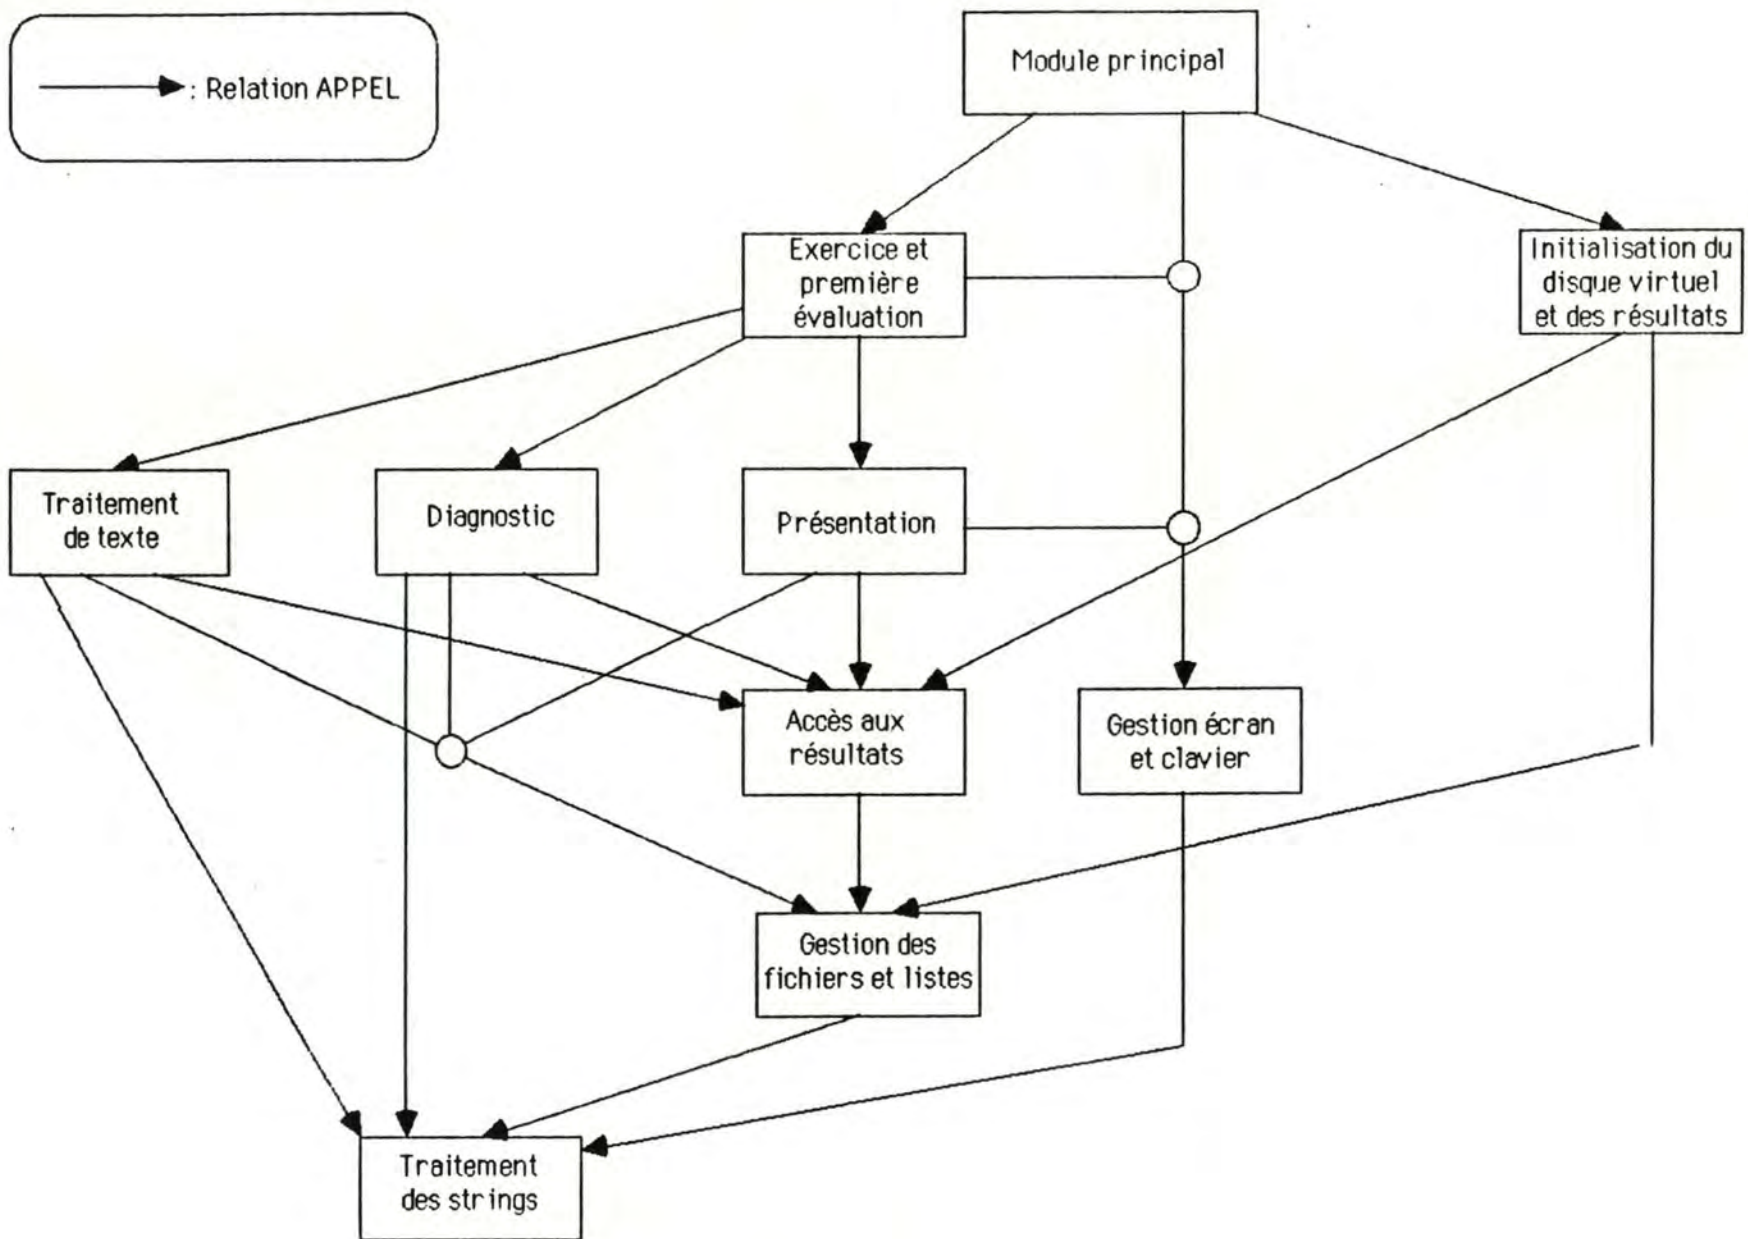 : Relation APPEL
Module principal
Exercice et
première
évaluation
Initialisation du
disque virtuel
et des résultats
Traitement
de texte
Diagnostic
Présentation
Accès aux
résultats
Gestion écran
et clavier
Gestion des
fichiers et listes
Traitement
des strings